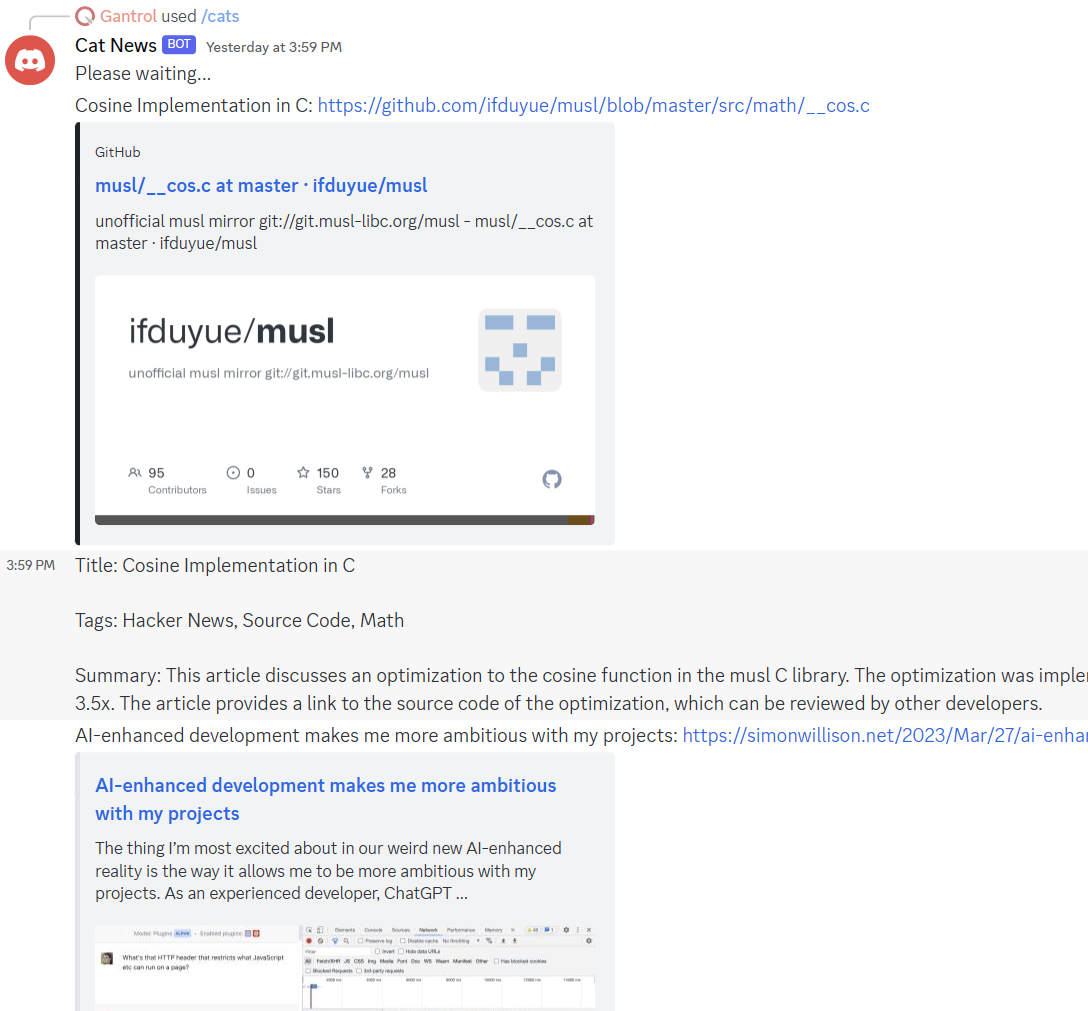 Gantrol used /cats
Cat News BOT Yesterday at 3:59 PM
Please waiting...
Cosine Implementation in C: https://github.com/ifduyue/musl/blob/master/src/math/__cos.c
GitHub
musl/__cos.c at master · ifduyue/musl
unofficial musl mirror git://git.musl-libc.org/musl - musl/__cos.c at
master · ifduyue/musl
ifduyue/musl
unofficial musl mirror git://git.musl-libc.org/musl
95 0 150 28
Contributors Issues Stars Forks
3:59 PM Title: Cosine Implementation in C
Tags: Hacker News, Source Code, Math
Summary: This article discusses an optimization to the cosine function in the musl C library. The optimization was imple
3.5x. The article provides a link to the source code of the optimization, which can be reviewed by other developers.
AI-enhanced development makes me more ambitious with my projects: https://simonwillison.net/2023/Mar/27/ai-enha
AI-enhanced development makes me more ambitious
with my projects
The thing I'm most excited about in our weird new AI-enhanced
reality is the way it allows me to be more ambitious with my
projects. As an experienced developer, ChatGPT ...
Model: Plugins ALPHA · Enabled plugins:
Elements Console Sources Network Performance Memory
Preserve log Disable cache No throttling
Filter Invert Hide data URLs
What's that HTTP header that restricts what JavaScript
etc can run on a page?
All Fetch/XHR JS CSS Img Media Font Doc WS Wasm Manifest Other Has blocked cookies
Blocked Requests 3rd-party requests